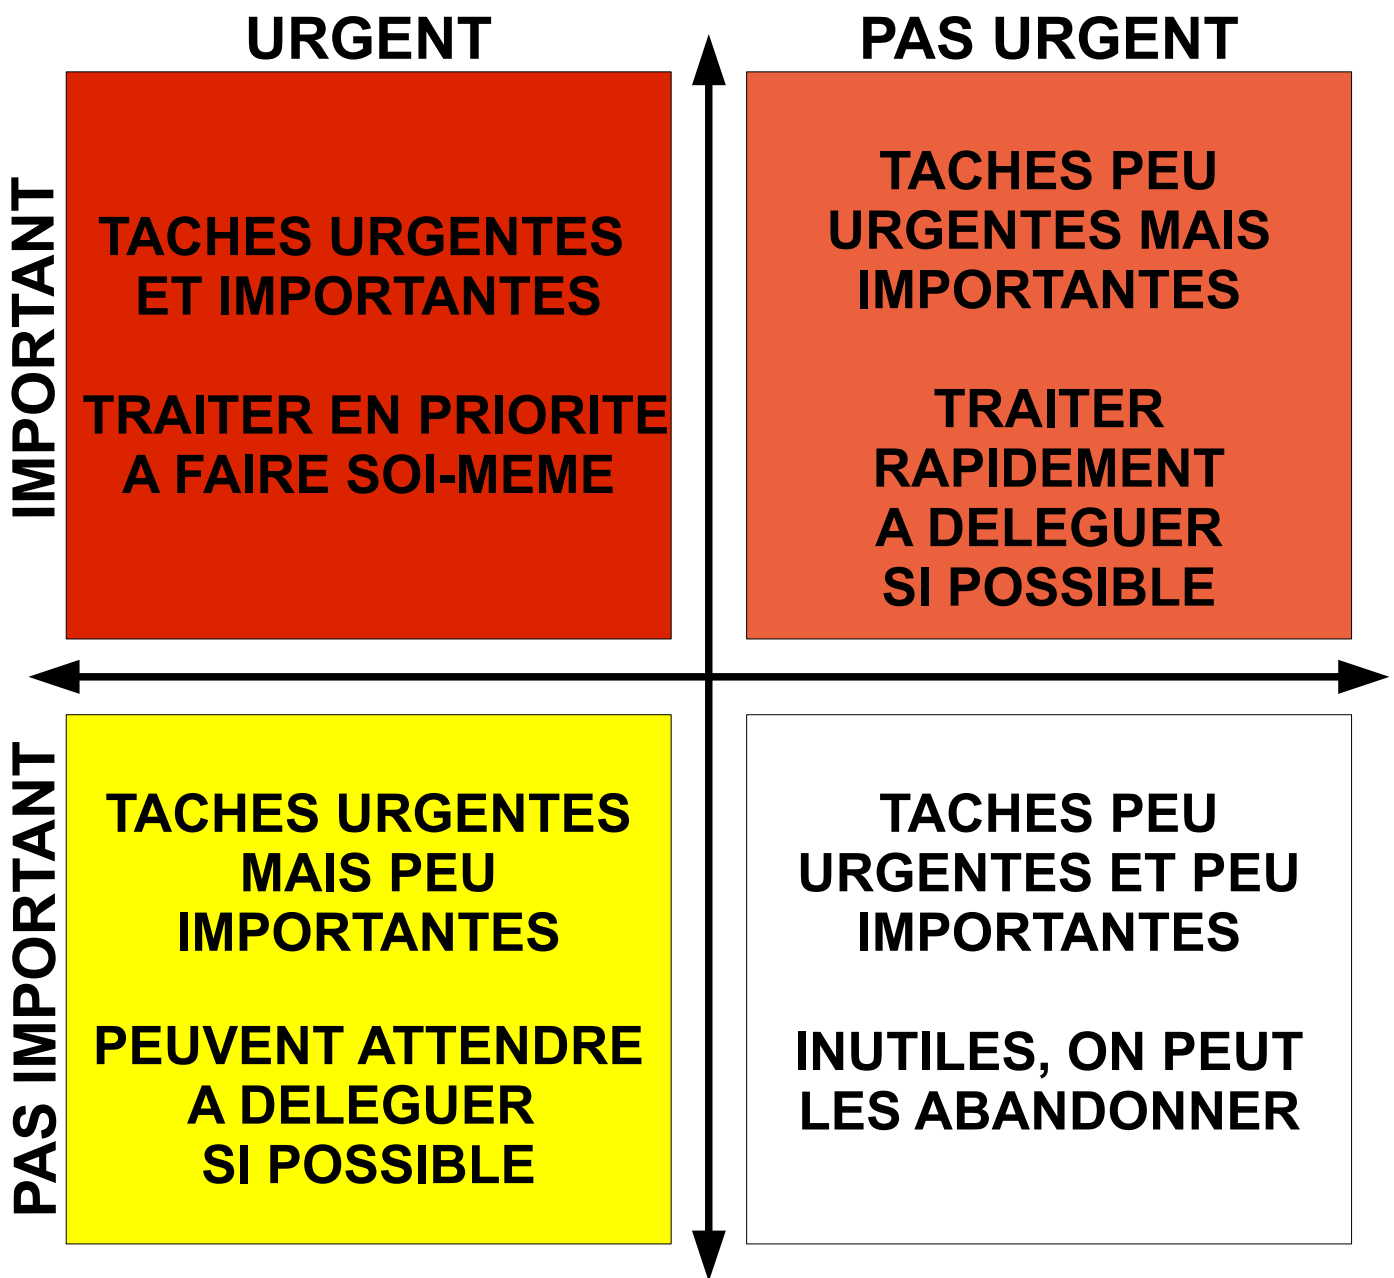 URGENT
PAS URGENT
IMPORTANT
TACHES URGENTES
ET IMPORTANTES
TRAITER EN PRIORITE
A FAIRE SOI-MEME
TACHES PEU
URGENTES MAIS
IMPORTANTES
TRAITER
RAPIDEMENT
A DELEGUER
SI POSSIBLE
PAS IMPORTANT
TACHES URGENTES
MAIS PEU
IMPORTANTES
PEUVENT ATTENDRE
A DELEGUER
SI POSSIBLE
TACHES PEU
URGENTES ET PEU
IMPORTANTES
INUTILES, ON PEUT
LES ABANDONNER